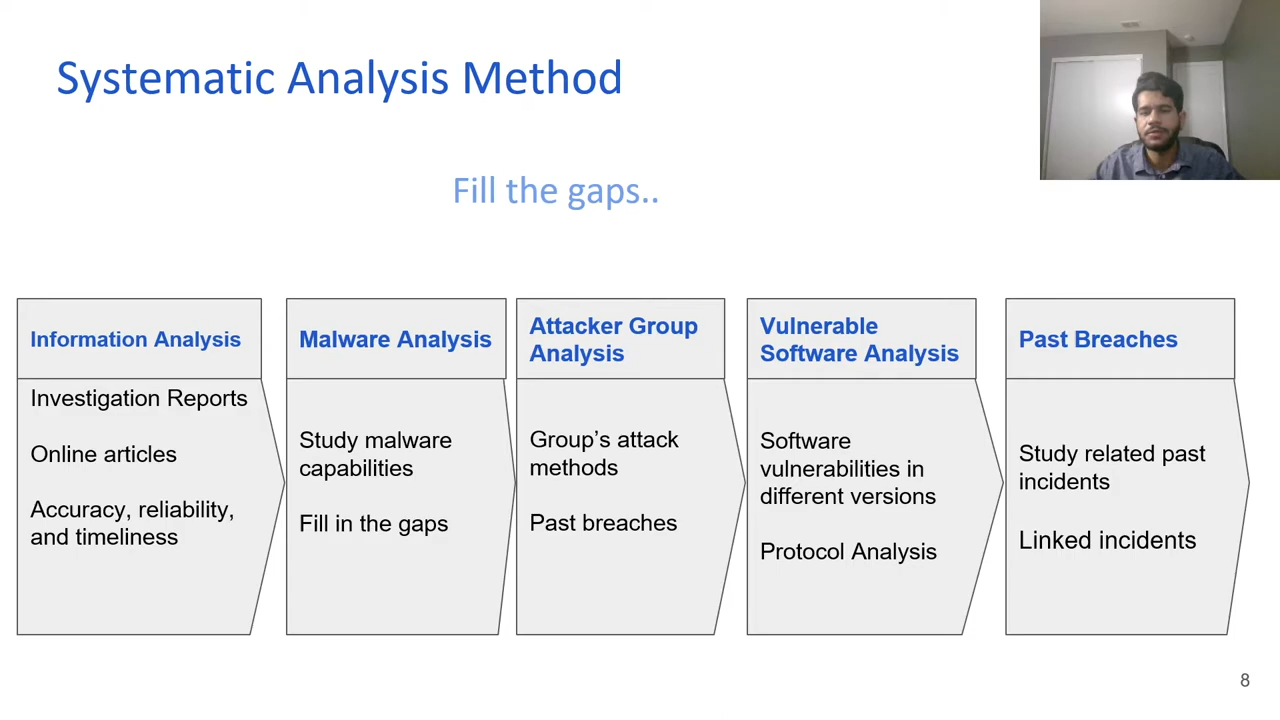 Systematic Analysis Method
Fill the gaps..
Information Analysis
Investigation Reports
Online articles
Accuracy, reliability,
and timeliness
Malware Analysis
Study malware
capabilities
Fill in the gaps
Attacker Group
Analysis
Group's attack
methods
Past breaches
Vulnerable
Software Analysis
Software
vulnerabilities in
different versions
Protocol Analysis
Past Breaches
Study related past
incidents
Linked incidents
8